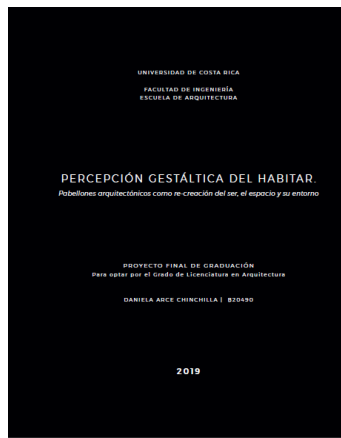 UNIVERSIDAD DE COSTA RICA
FACULTAD DE INGENIERÍA
ESCUELA DE ARQUITECTURA
PERCEPCIÓN GESTÁLTICA DEL HABITAR.
Pabellones arquitectónicos como re-creación del ser, el espacio y su entorno
PROYECTO FINAL DE GRADUACIÓN
Para optar por el Grado de Licenciatura en Arquitectura
DANIELA ARCE CHINCHILLA | B20490
2019